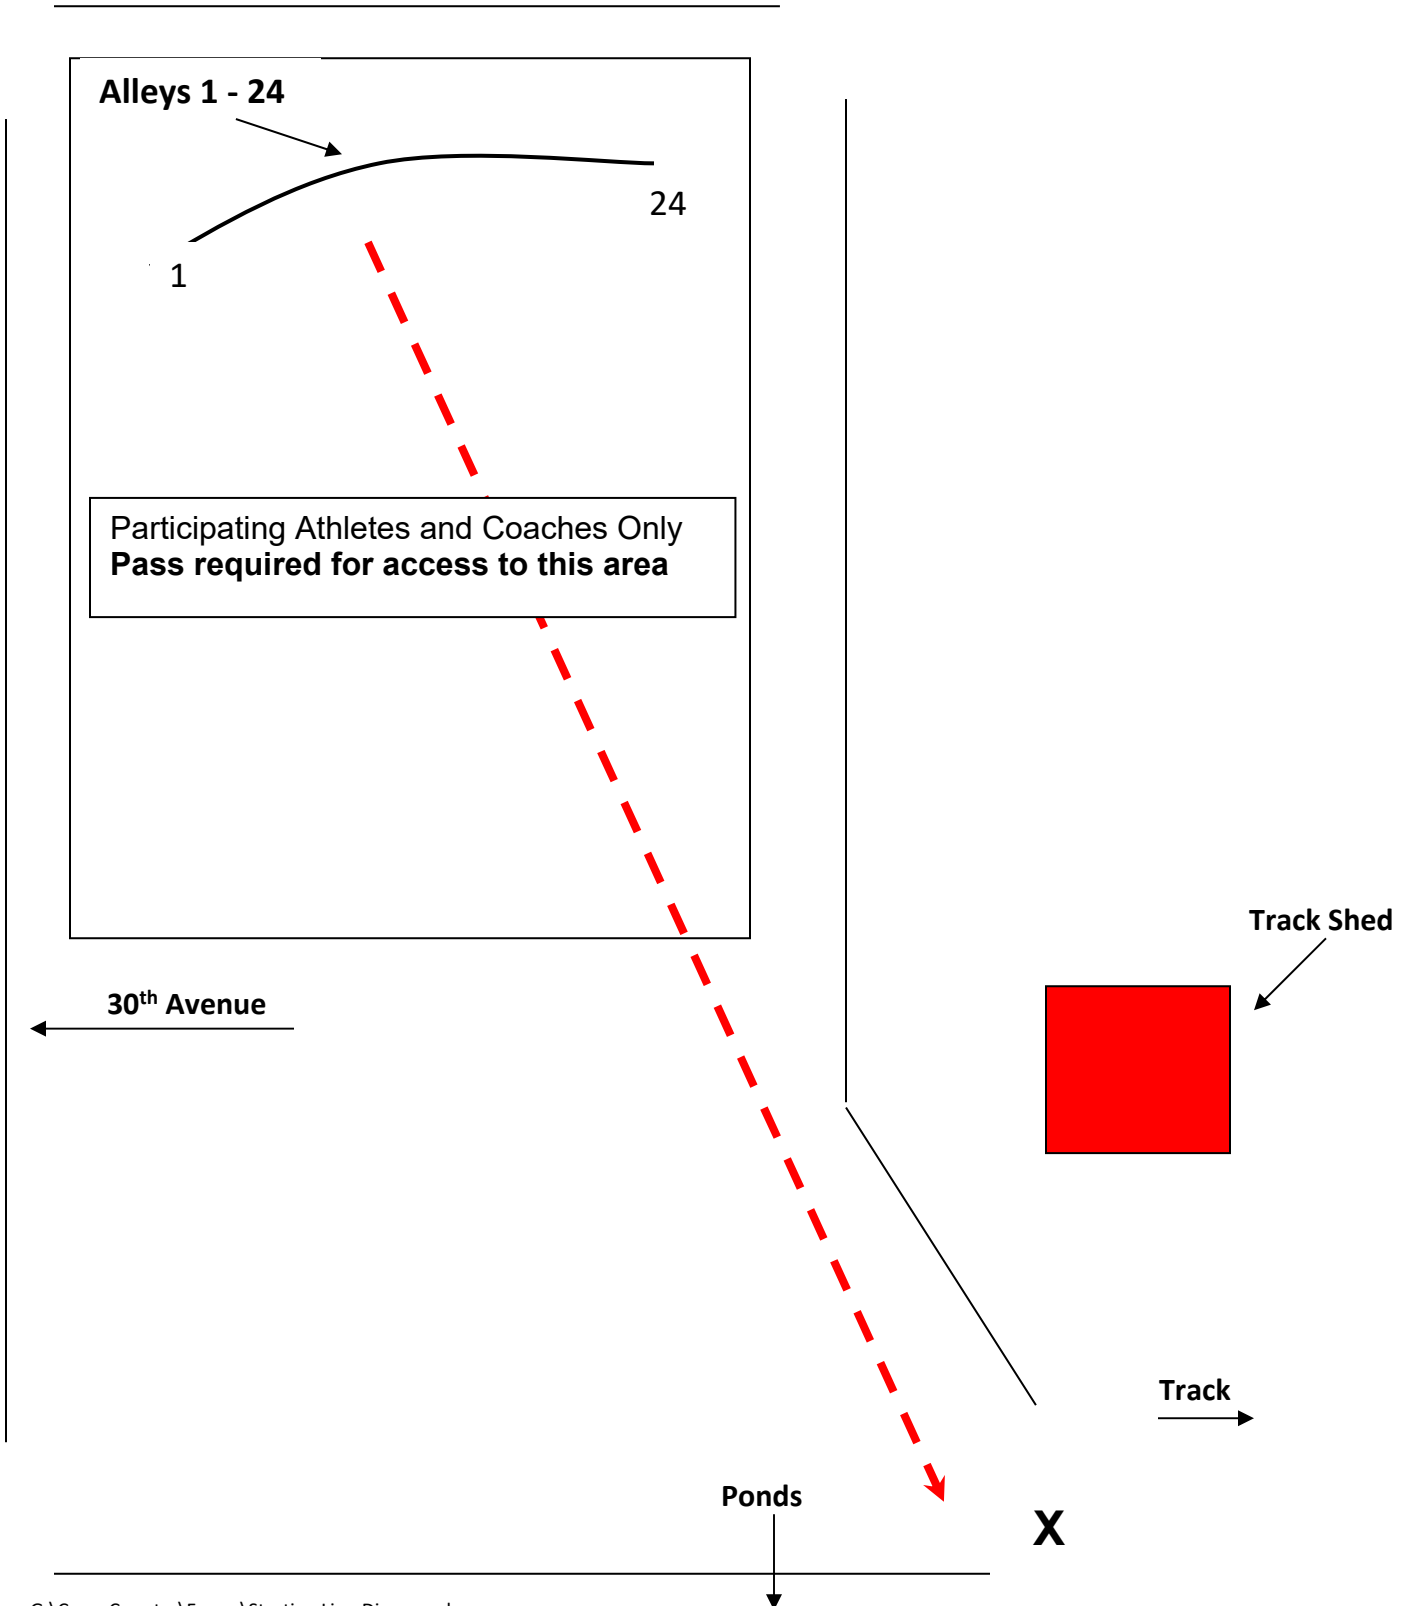 Alleys 1 - 24
24
1
Participating Athletes and Coaches Only
Pass required for access to this area
Track Shed
30th Avenue
Track
Ponds
X